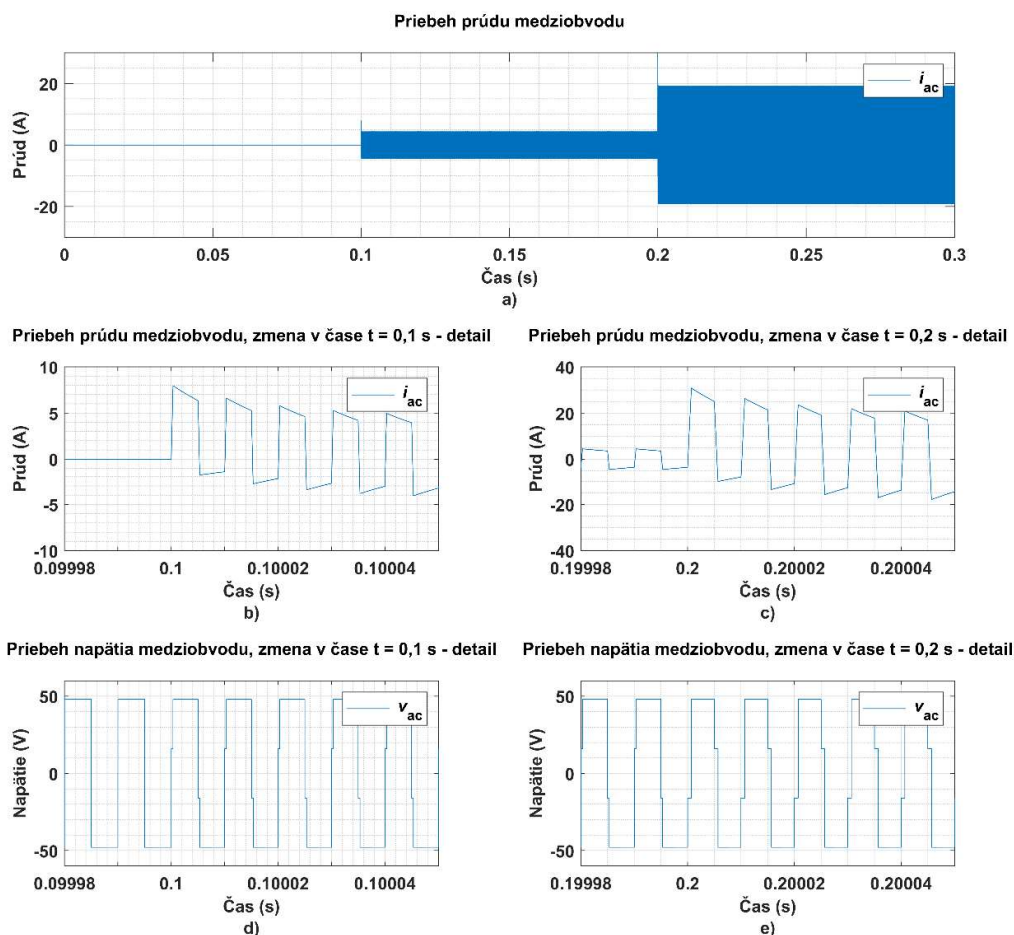 Priebeh prúdu medziobvodu
20
0
-20
Prúd (A)
i ac
0 0.05 0.1 0.15 0.2 0.25 0.3
Čas (s)
a)
Priebeh prúdu medziobvodu, zmena v čase t = 0,1 s - detail
10
5
0
-5
-10
Prúd (A)
i ac
0.09998 0.1 0.10002 0.10004
Čas (s)
b)
Priebeh prúdu medziobvodu, zmena v čase t = 0,2 s - detail
40
20
0
-20
-40
Prúd (A)
i ac
0.19998 0.2 0.20002 0.20004
Čas (s)
c)
Priebeh napätia medziobvodu, zmena v čase t = 0,1 s - detail
50
0
-50
Napätie (V)
v ac
0.09998 0.1 0.10002 0.10004
Čas (s)
d)
Priebeh napätia medziobvodu, zmena v čase t = 0,2 s - detail
50
0
-50
Napätie (V)
v ac
0.19998 0.2 0.20002 0.20004
Čas (s)
e)